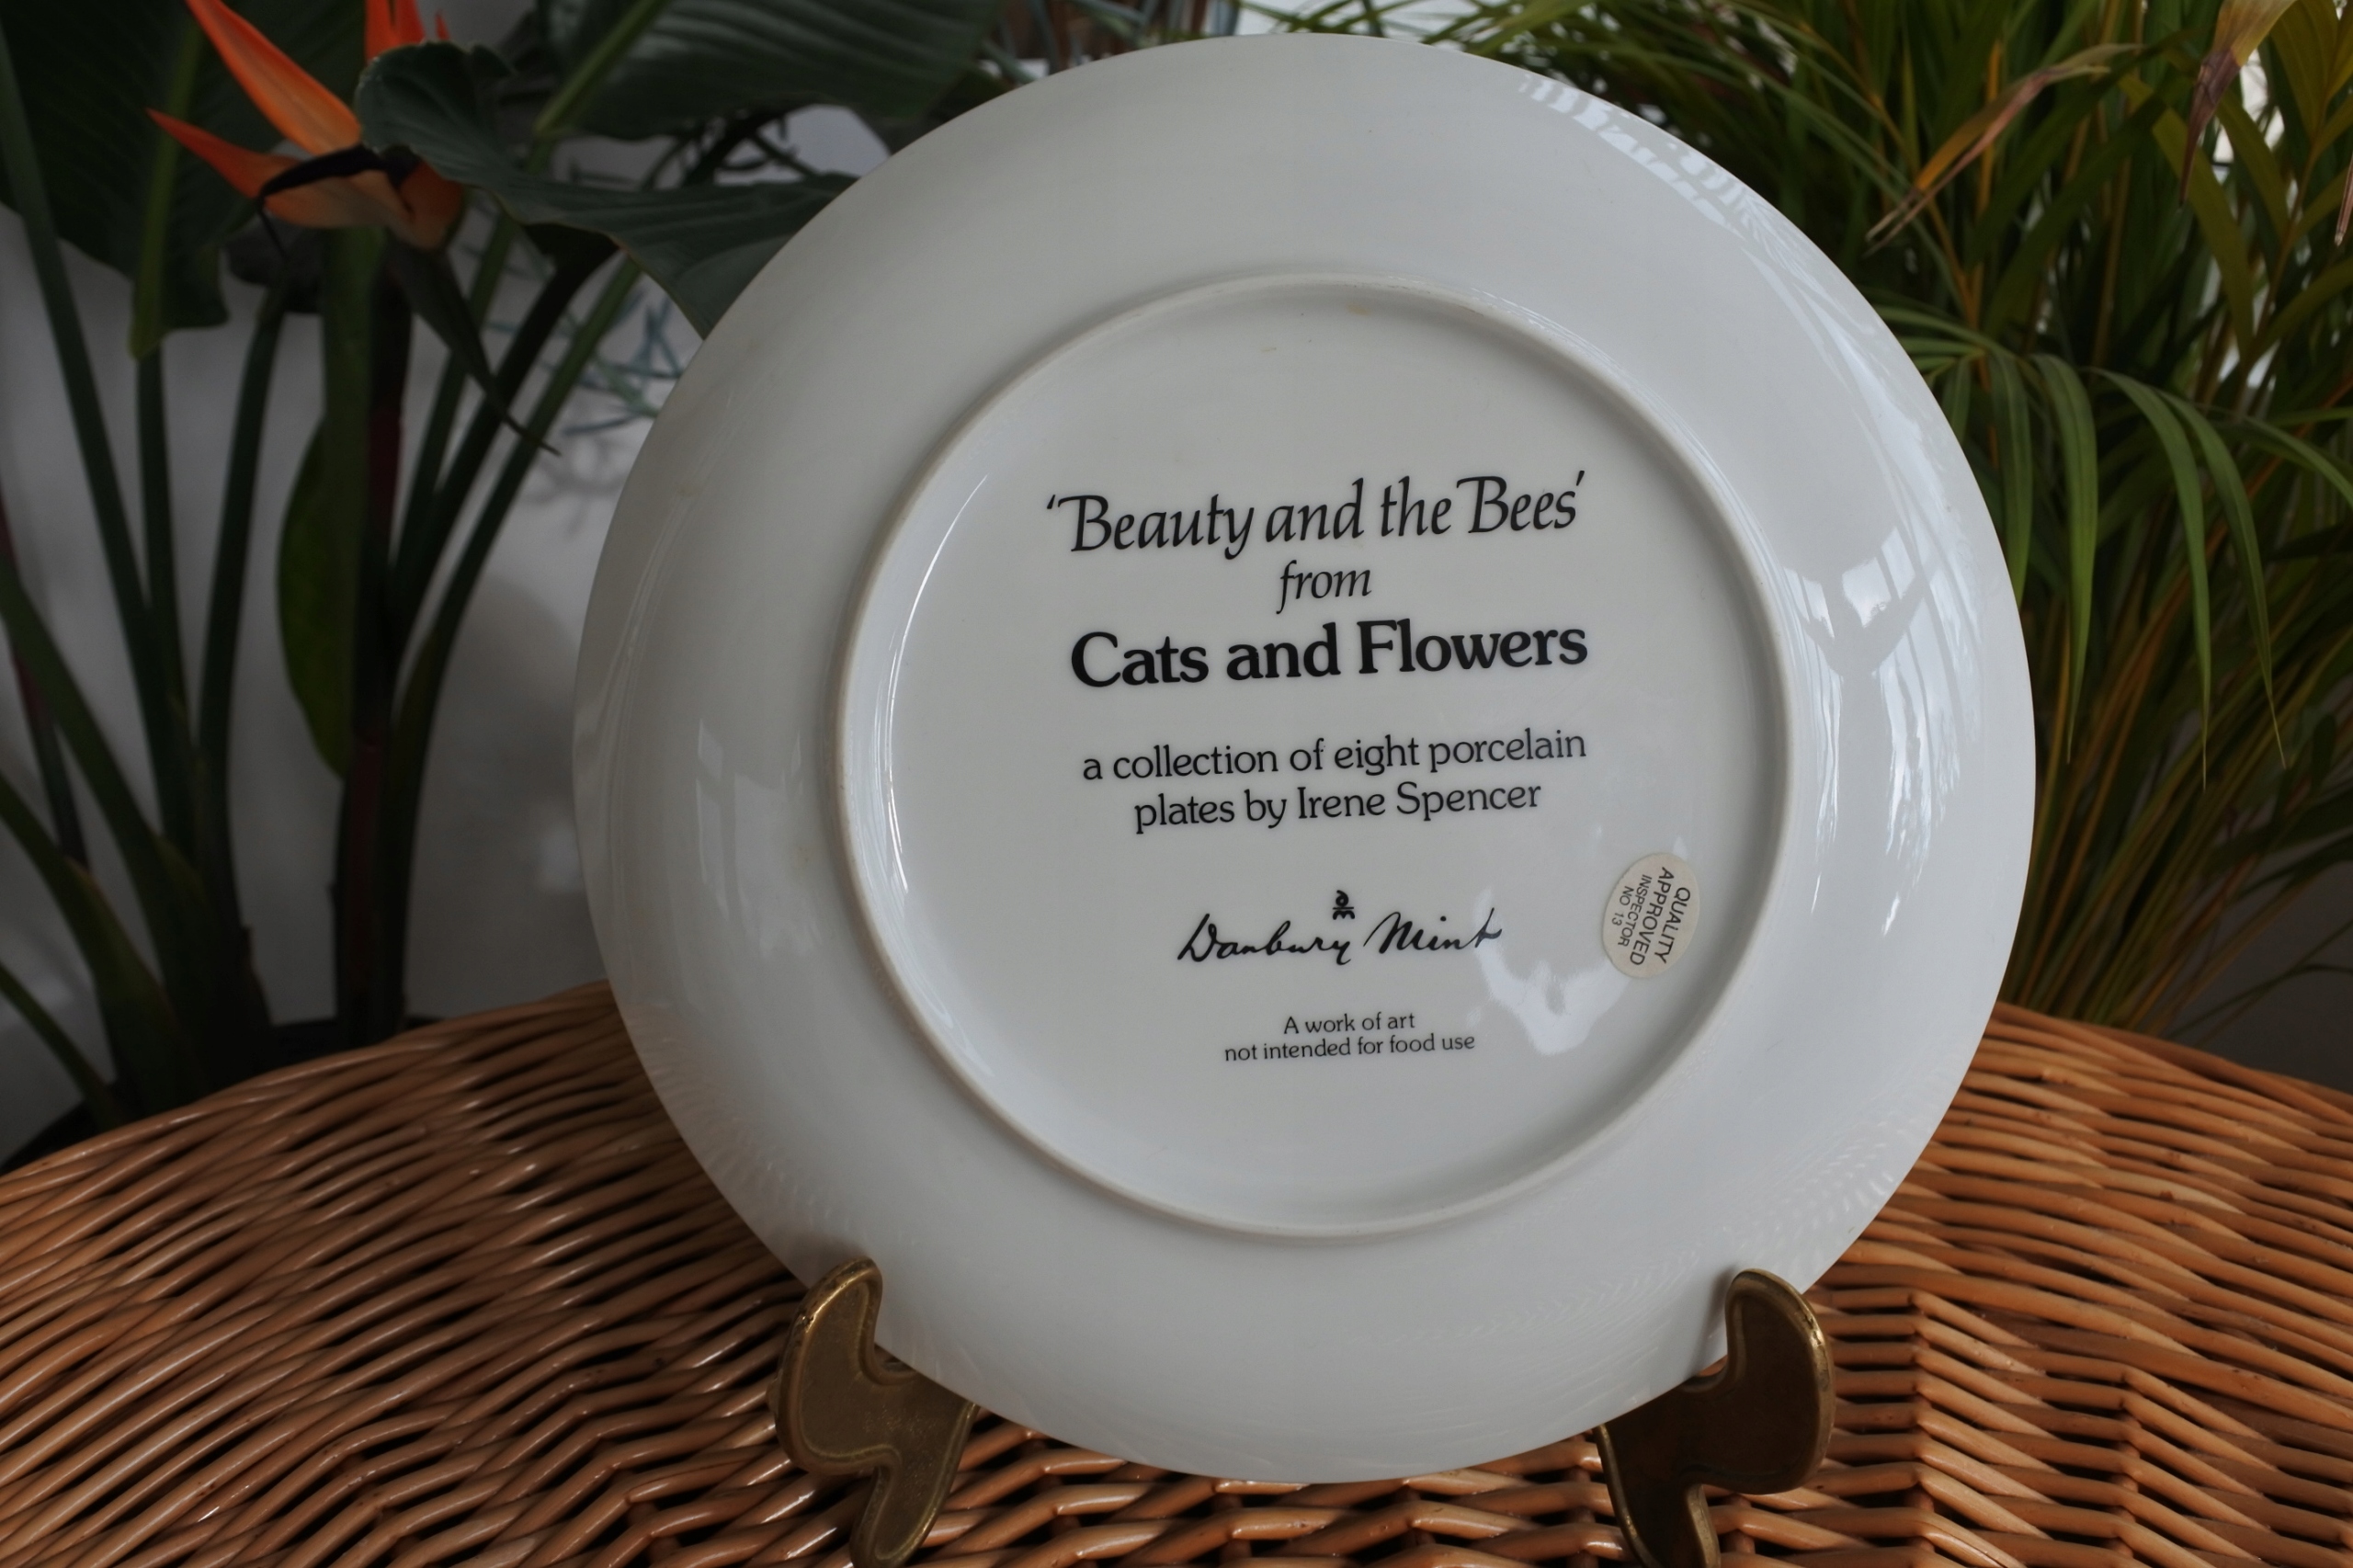 'Beauty and the Bees'
from
Cats and Flowers
a collection of eight porcelain
plates by Irene Spencer
Danbury Mint
A work of art
not intended for food use
QUALITY
APPROVED
INSPECTOR
NO 13